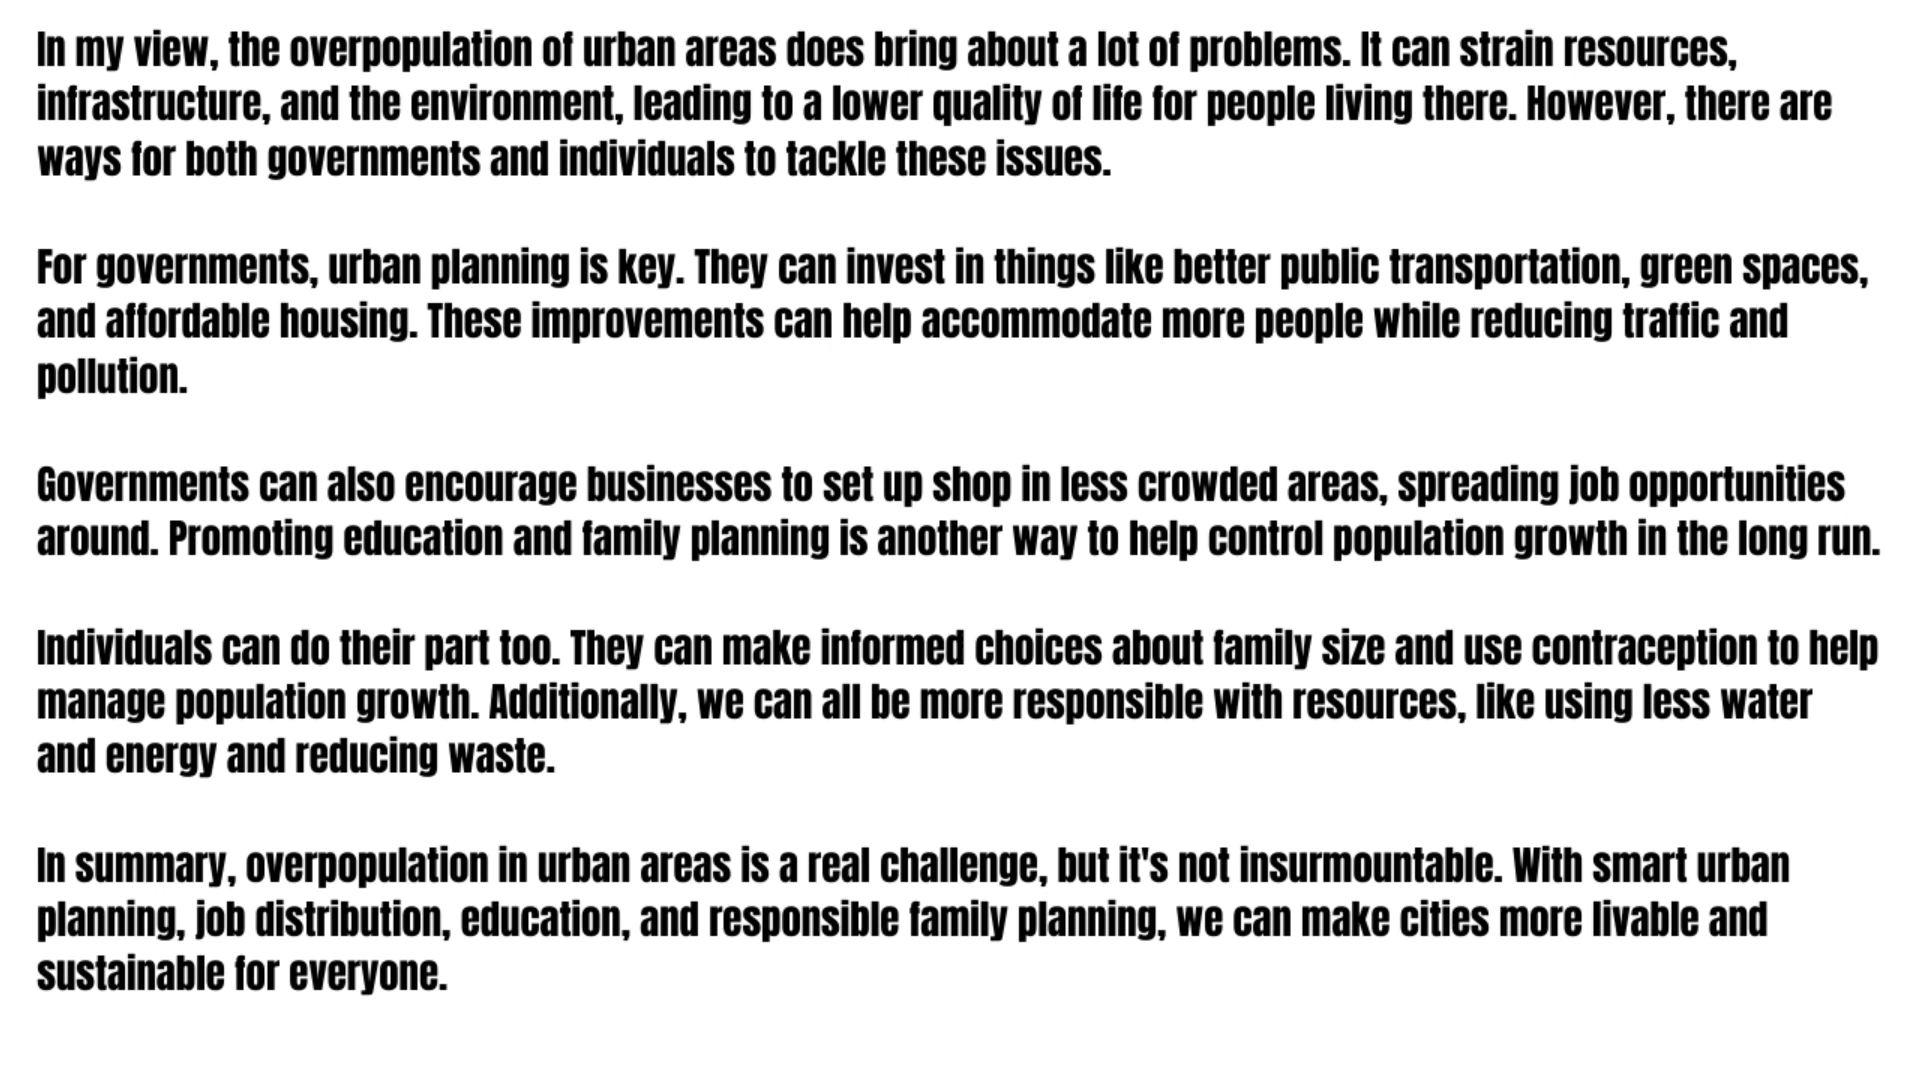 In my view, the overpopulation of urban areas does bring about a lot of problems. It can strain resources,
infrastructure, and the environment, leading to a lower quality of life for people living there. However, there are
ways for both governments and individuals to tackle these issues.
For governments, urban planning is key. They can invest in things like better public transportation, green spaces,
and affordable housing. These improvements can help accommodate more people while reducing traffic and
pollution.
Governments can also encourage businesses to set up shop in less crowded areas, spreading job opportunities
around. Promoting education and family planning is another way to help control population growth in the long run.
Individuals can do their part too. They can make informed choices about family size and use contraception to help
manage population growth. Additionally, we can all be more responsible with resources, like using less water
and energy and reducing waste.
In summary, overpopulation in urban areas is a real challenge, but it's not insurmountable. With smart urban
planning, job distribution, education, and responsible family planning, we can make cities more livable and
sustainable for everyone.